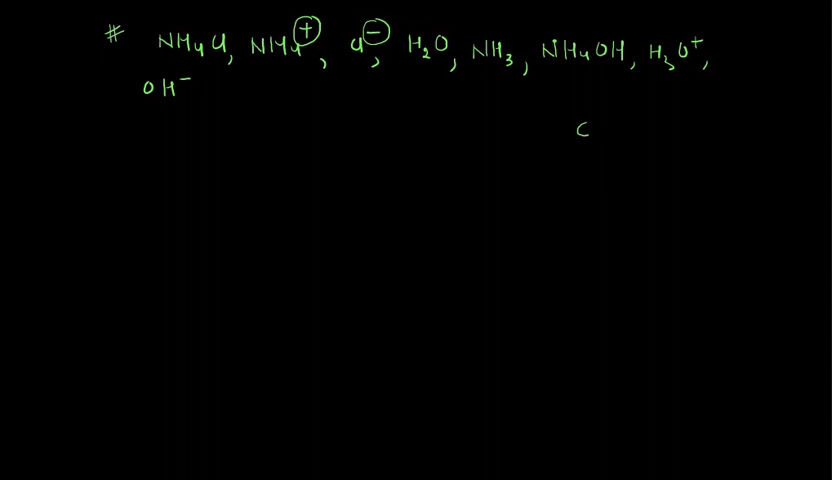 # NH₄Cl, NH₄⁺, Cl⁻, H₂O, NH₃, NH₄OH, H₃O⁺,
OH⁻
C